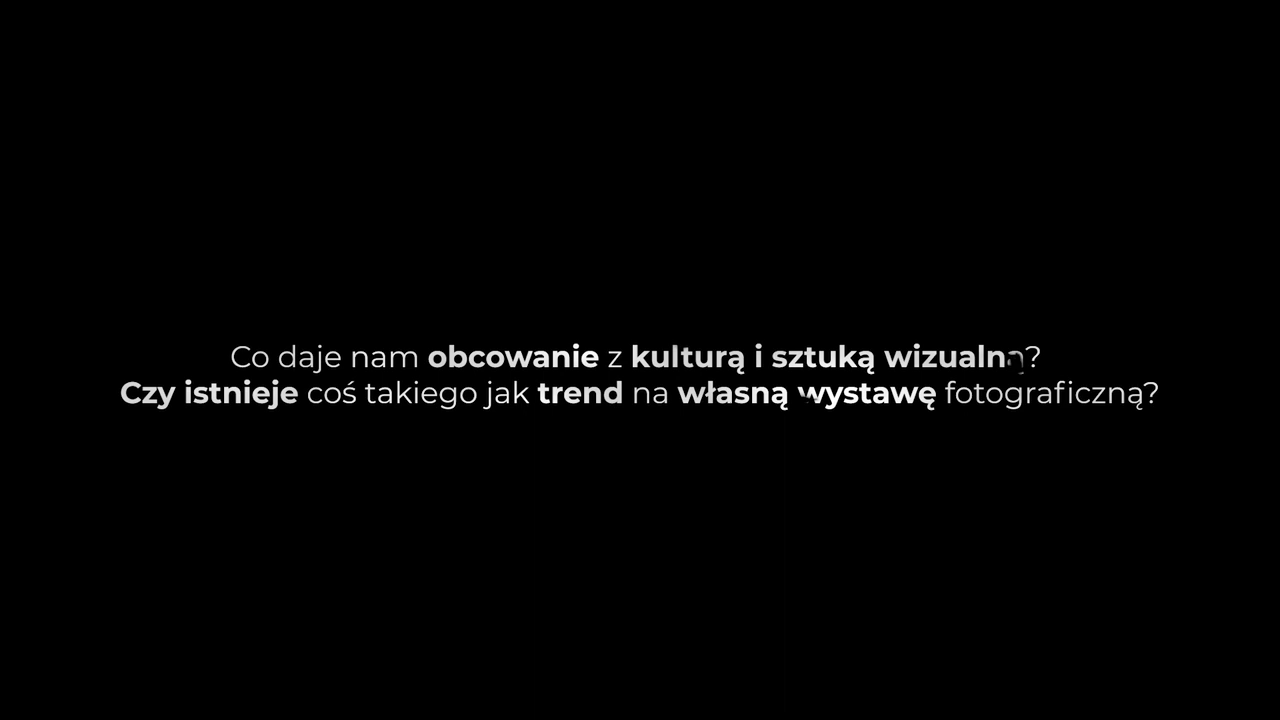 Co daje nam obcowanie z kulturą i sztuką wizualną?
Czy istnieje coś takiego jak trend na własną wystawę fotograficzną?